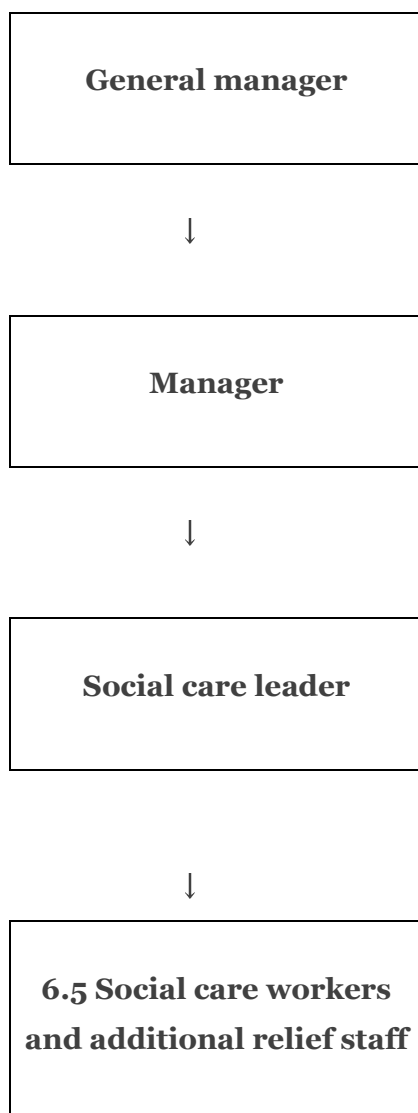 General manager
↓
Manager
↓
Social care leader
↓
6.5 Social care workers
and additional relief staff